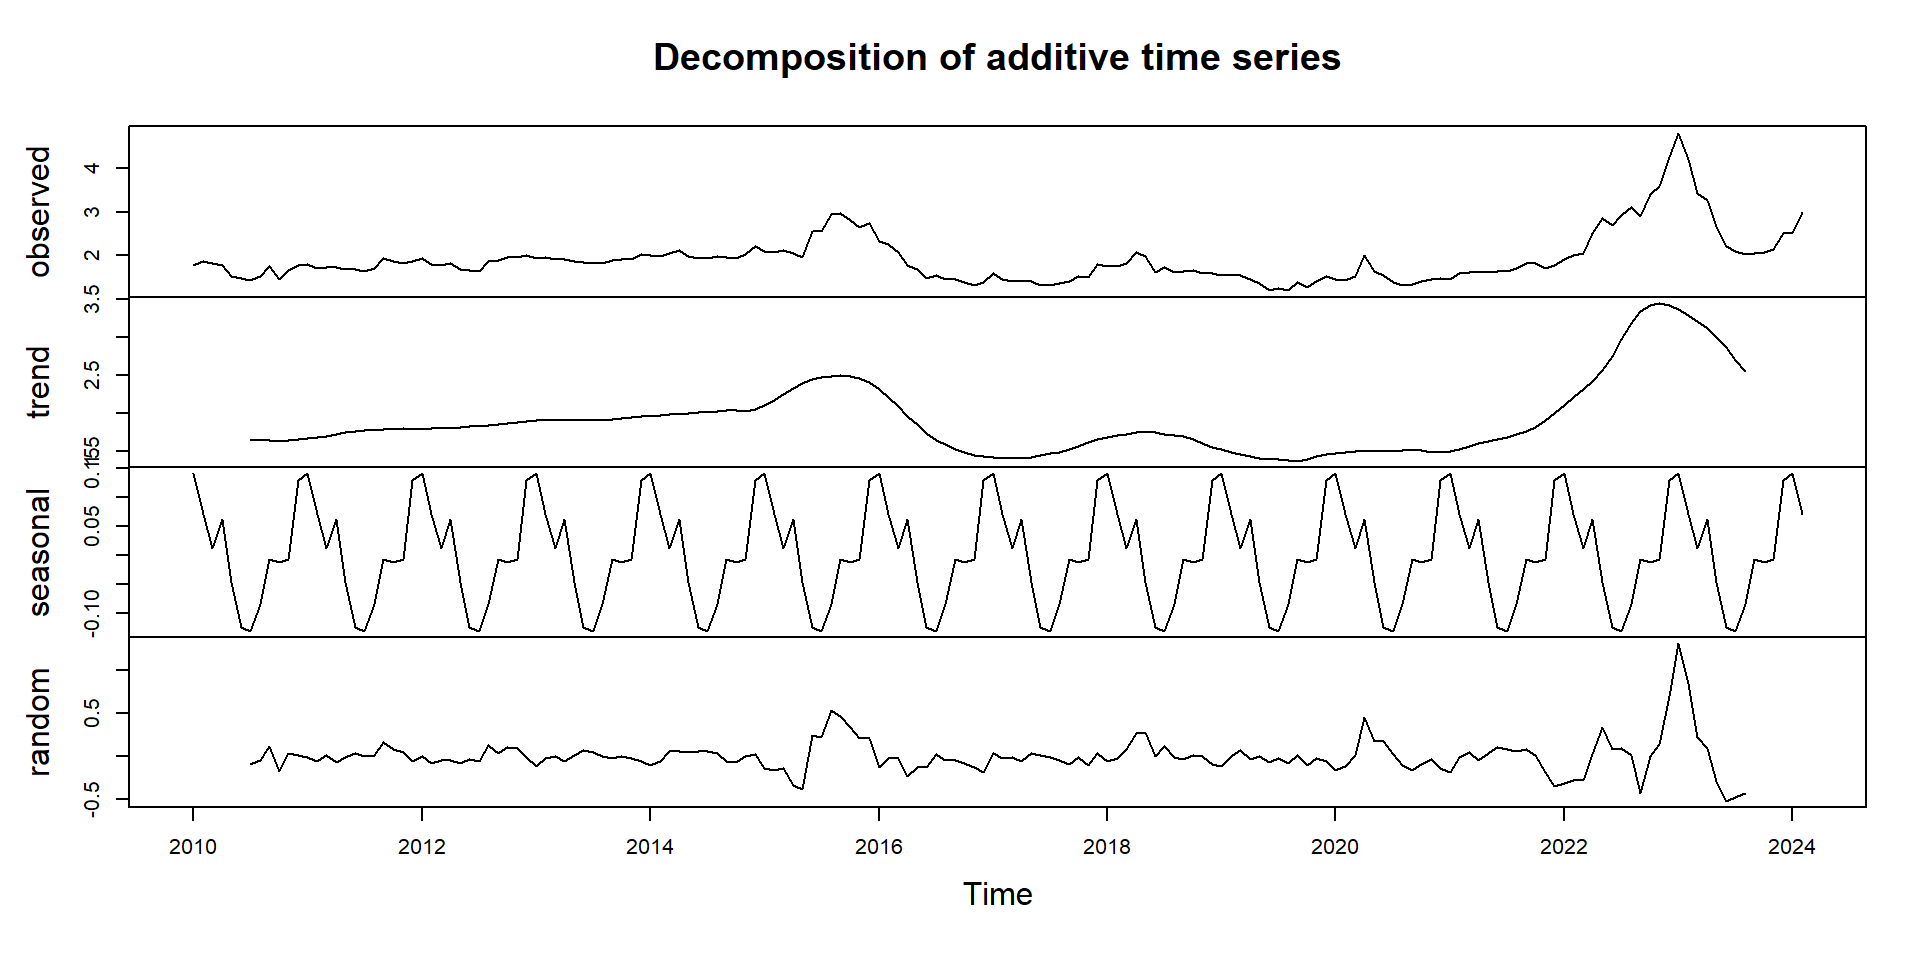 Decomposition of additive time series
observed
2 3 4
trend
2.5 3.5
seasonal
-0.10 0.05
random
-0.5 0.5
2010 2012 2014 2016 2018 2020 2022 2024
Time